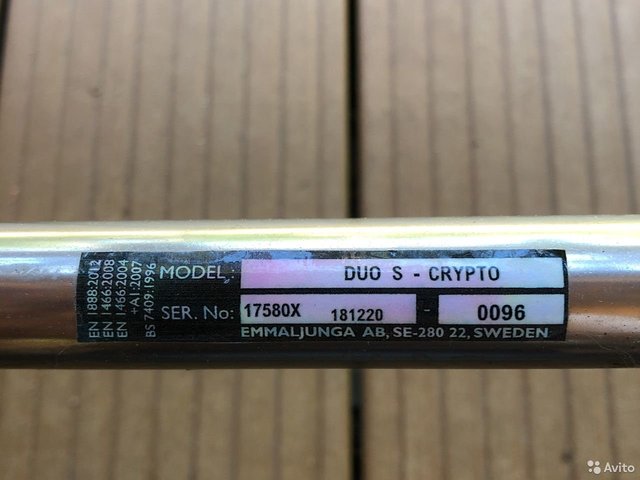 EN 1888:2012
EN 1466:2008
EN 1466:2004
+A1:2007
BS 7409:1996
MODEL: DUO S - CRYPTO
SER. No: 17580X 181220 - 0096
EMMALJUNGA AB, SE-280 22, SWEDEN
Avito